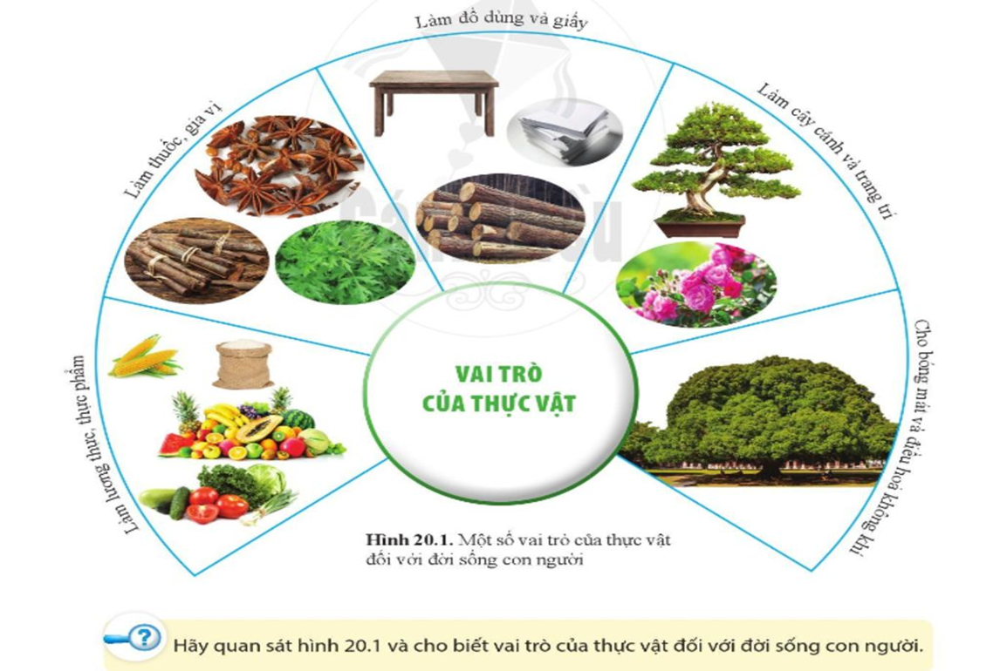 Làm đồ dùng và giấy
Làm thuốc, gia vị
Làm cây cảnh và trang trí
Làm lương thực, thực phẩm
Cho bóng mát và điều hoà không khí
VAI TRÒ
CỦA THỰC VẬT
Hình 20.1. Một số vai trò của thực vật
đối với đời sống con người
?
Hãy quan sát hình 20.1 và cho biết vai trò của thực vật đối với đời sống con người.